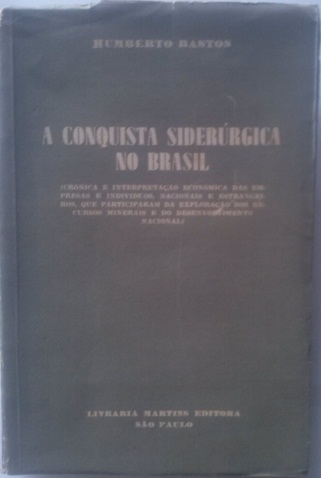 HUMBERTO BASTOS
A CONQUISTA SIDERÚRGICA
NO BRASIL
(CRÔNICA E INTERPRETAÇÃO ECONÔMICA DAS EM-
PRESAS E INDIVÍDUOS, NACIONAIS E ESTRANGEI-
ROS, QUE PARTICIPARAM DA EXPLORAÇÃO DOS RE-
CURSOS MINERAIS E DO DESENVOLVIMENTO
NACIONAL)
LIVRARIA MARTINS EDITORA
SÃO PAULO